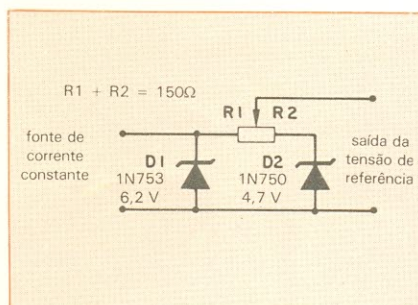 R1 + R2 = 150Ω
R1 R2
fonte de
corrente
constante
D1
1N753
6,2 V
D2
1N750
4,7 V
saída da
tensão de
referência